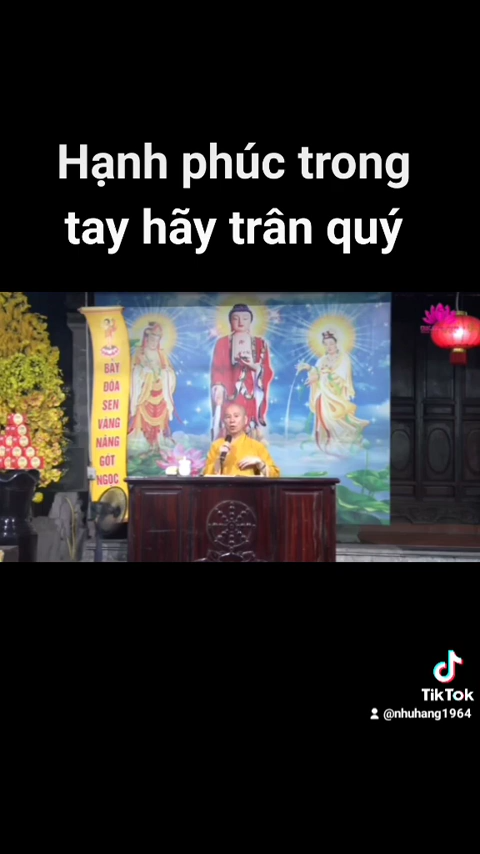 Hạnh phúc trong
tay hãy trân quý
BẢY
ĐÓA
SEN
VÀNG
NÂNG
GÓT
NGỌC
TikTok
@nhuhang1964